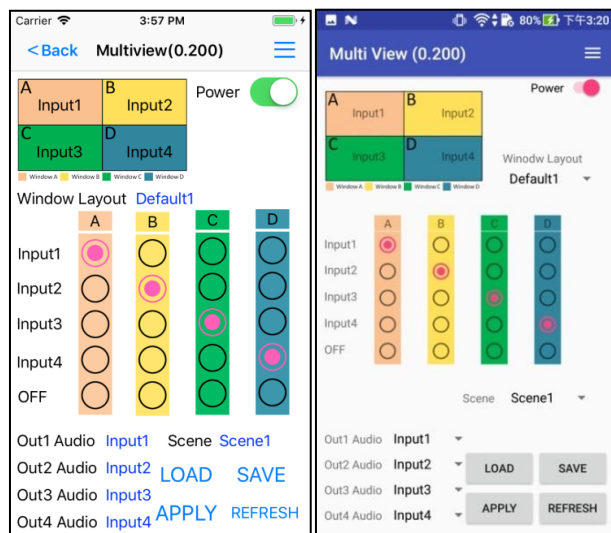 Carrier 3:57 PM
<Back Multiview(0.200)
A B
Input1 Input2
Power
C D
Input3 Input4
Window A Window B Window C Window D
Window Layout Default1
A B C D
Input1
Input2
Input3
Input4
OFF
Out1 Audio Input1 Scene Scene1
Out2 Audio Input2 LOAD SAVE
Out3 Audio Input3
Out4 Audio Input4 APPLY REFRESH
80% 下午3:20
Multi View (0.200)
Power
A B
Input1 Input2
C D
Input3 Input4
Window A Window B Window C Window D
Winodw Layout
Default1
A B C D
Input1
Input2
Input3
Input4
OFF
Scene Scene1
Out1 Audio Input1
Out2 Audio Input2 LOAD SAVE
Out3 Audio Input3
Out4 Audio Input4 APPLY REFRESH